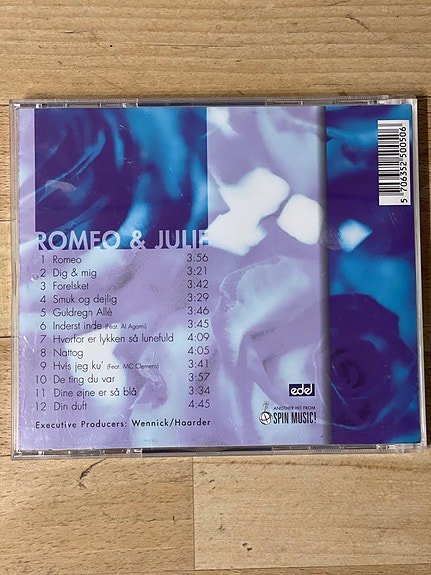 ROMEO & JULIE
1 Romeo 3:56
2 Dig & mig 3:21
3 Forelsket 3:42
4 Smuk og dejlig 3:29
5 Guldregn Allé 3:46
6 Inderst inde (Feat. Al Agami) 3:45
7 Hvorfor er lykken så lunefuld 4:09
8 Nattog 4:05
9 Hvis jeg ku' (Feat. MC Clemens) 3:41
10 De ting du var 3:57
11 Dine øjne er så blå 3:34
12 Din duft 4:45
Executive Producers: Wennick/Haarder
edel
ANOTHER HIT FROM
SPIN MUSIC!
5 706352 500506